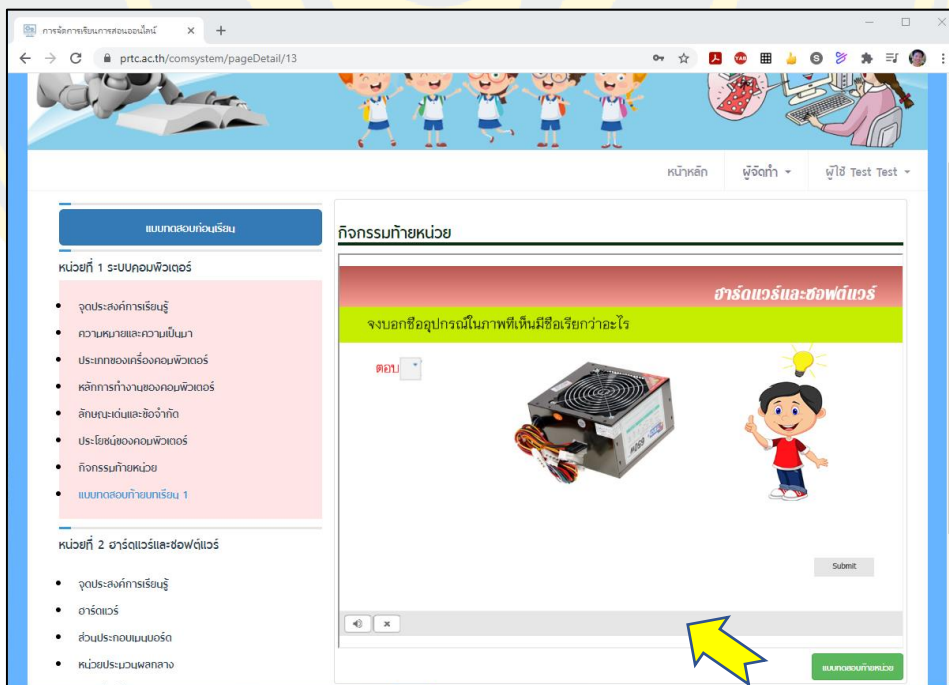 การจัดการเรียนการสอนออนไลน์
prtc.ac.th/comsystem/pageDetail/13
หน้าหลัก ผู้จัดทำ ผู้ใช้ Test Test
แบบทดสอบก่อนเรียน
หน่วยที่ 1 ระบบคอมพิวเตอร์
จุดประสงค์การเรียนรู้
ความหมายและความเป็นมา
ประเภทของเครื่องคอมพิวเตอร์
หลักการทำงานของคอมพิวเตอร์
ลักษณะเด่นและข้อจำกัด
ประโยชน์ของคอมพิวเตอร์
กิจกรรมท้ายหน่วย
แบบทดสอบท้ายบทเรียน 1
หน่วยที่ 2 ฮาร์ดแวร์และซอฟต์แวร์
จุดประสงค์การเรียนรู้
ฮาร์ดแวร์
ส่วนประกอบเมนบอร์ด
หน่วยประมวนผลกลาง
กิจกรรมท้ายหน่วย
ฮาร์ดแวร์และซอฟต์แวร์
จงบอกชื่ออุปกรณ์ในภาพที่เห็นมีชื่อเรียกว่าอะไร
ตอบ
Submit
แบบทดสอบท้ายหน่วย